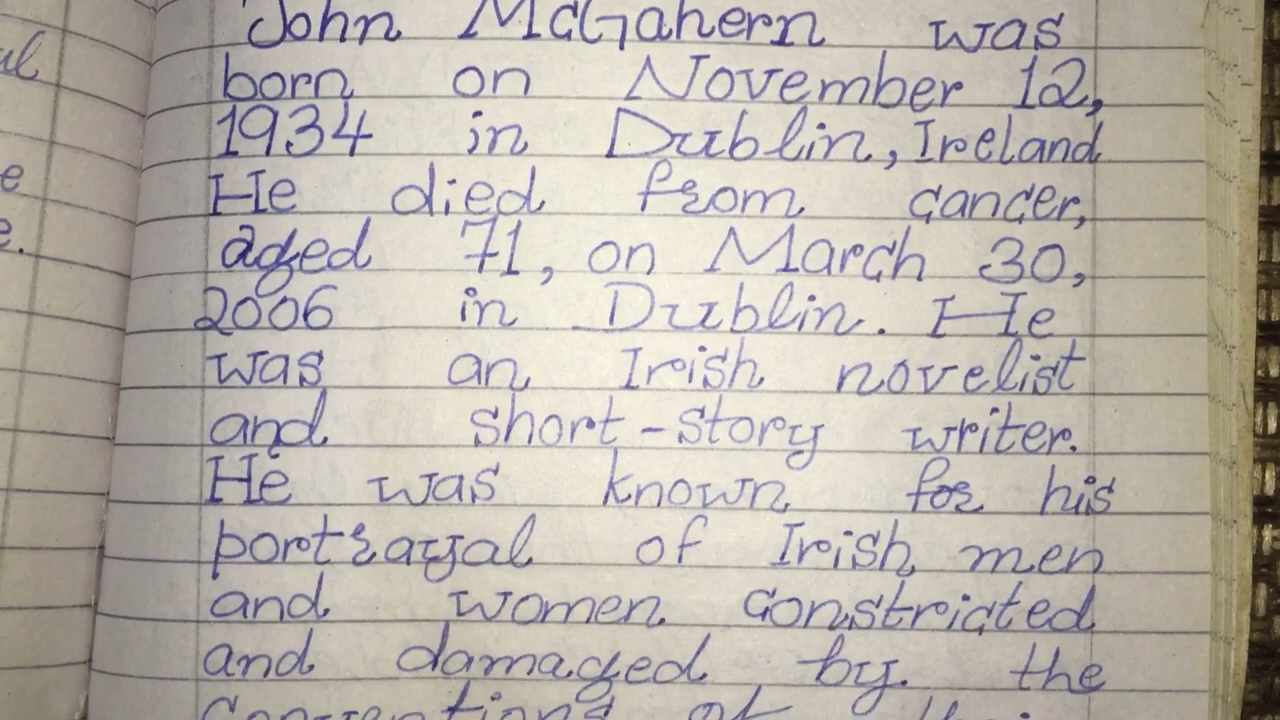 John McGahern was
born on November 12,
1934 in Dublin, Ireland
He died from cancer,
aged 71, on March 30,
2006 in Dublin. He
was an Irish novelist
and short-story writer.
He was known for his
portrayal of Irish men
and women constricted
and damaged by the